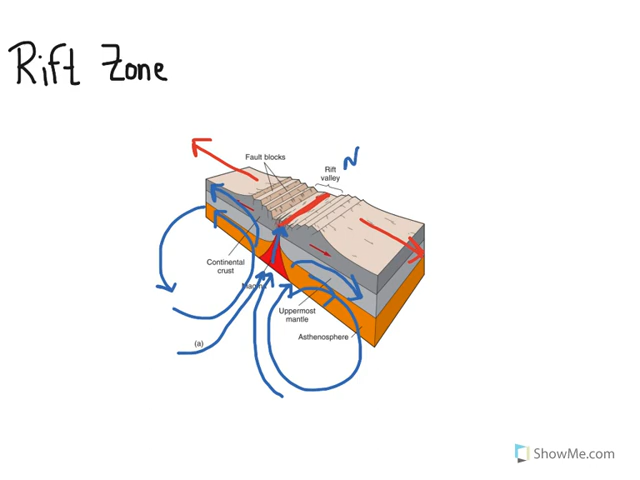 Rift Zone
Fault blocks
Rift
valley
N
Continental
crust
Magma
Uppermost
mantle
Asthenosphere
(a)
ShowMe.com